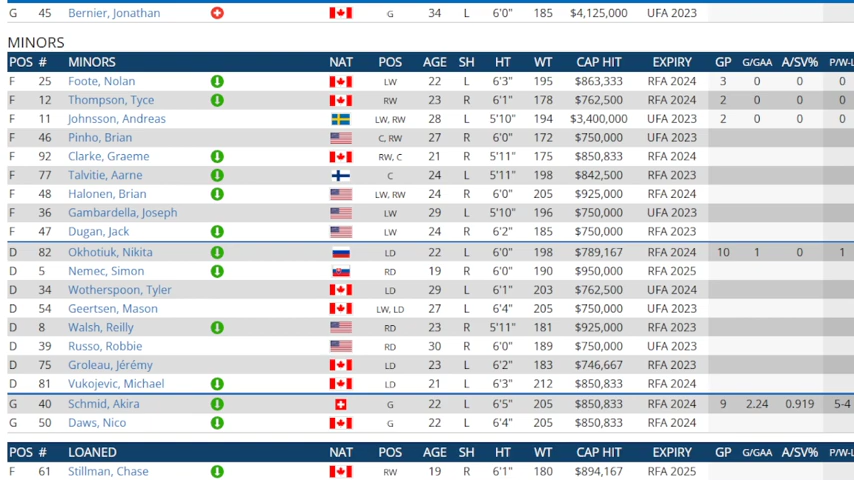 G 45 Bernier, Jonathan G 34 L 6'0" 185 $4,125,000 UFA 2023
MINORS
POS # MINORS NAT POS AGE SH HT WT CAP HIT EXPIRY GP G/GAA A/SV% P/W-L
F 25 Foote, Nolan LW 22 L 6'3" 195 $863,333 RFA 2024 3 0 0 0
F 12 Thompson, Tyce RW 23 R 6'1" 178 $762,500 RFA 2024 2 0 0 0
F 11 Johnsson, Andreas LW, RW 28 L 5'10" 194 $3,400,000 UFA 2023 2 0 0 0
F 46 Pinho, Brian C, RW 27 R 6'0" 172 $750,000 UFA 2023
F 92 Clarke, Graeme RW, C 21 R 5'11" 175 $850,833 RFA 2024
F 77 Talvitie, Aarne C 24 L 5'11" 198 $842,500 RFA 2023
F 48 Halonen, Brian LW, RW 24 R 6'0" 205 $925,000 RFA 2024
F 36 Gambardella, Joseph LW 29 L 5'10" 196 $750,000 UFA 2023
F 47 Dugan, Jack LW 24 R 6'2" 185 $750,000 RFA 2023
D 82 Okhotiuk, Nikita LD 22 L 6'0" 198 $789,167 RFA 2024 10 1 0 1
D 5 Nemec, Simon RD 19 R 6'0" 190 $950,000 RFA 2025
D 34 Wotherspoon, Tyler LD 29 L 6'1" 203 $762,500 UFA 2024
D 54 Geertsen, Mason LW, LD 27 L 6'4" 205 $750,000 UFA 2023
D 8 Walsh, Reilly RD 23 R 5'11" 181 $925,000 RFA 2023
D 39 Russo, Robbie RD 30 R 6'0" 189 $750,000 UFA 2023
D 75 Groleau, Jérémy LD 23 L 6'2" 183 $746,667 RFA 2023
D 81 Vukojevic, Michael LD 21 L 6'3" 212 $850,833 RFA 2024
G 40 Schmid, Akira G 22 L 6'5" 205 $850,833 RFA 2024 9 2.24 0.919 5-4
G 50 Daws, Nico G 22 L 6'4" 205 $850,833 RFA 2024
POS # LOANED NAT POS AGE SH HT WT CAP HIT EXPIRY GP G/GAA A/SV% P/W-L
F 61 Stillman, Chase RW 19 R 6'1" 180 $894,167 RFA 2025